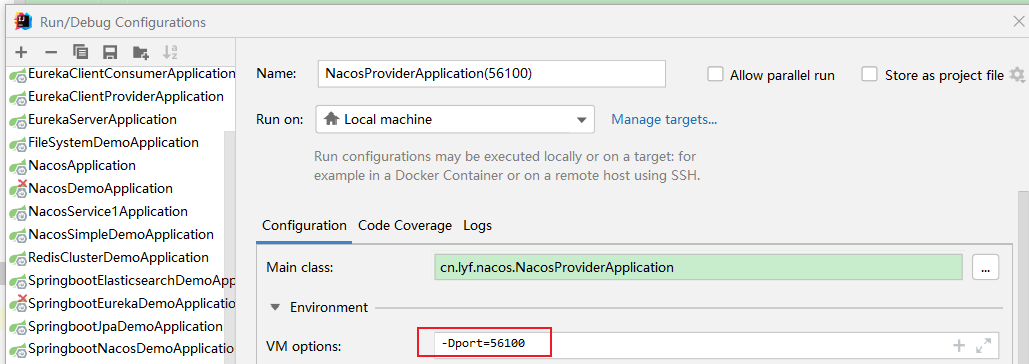 Run/Debug Configurations
EurekaClientConsumerApplication
EurekaClientProviderApplication
EurekaServerApplication
FileSystemDemoApplication
NacosApplication
NacosDemoApplication
NacosService1Application
NacosSimpleDemoApplication
RedisClusterDemoApplication
SpringbootElasticsearchDemoApp
SpringbootEurekaDemoApplication
SpringbootJpaDemoApplication
SpringbootNacosDemoApplication
Name: NacosProviderApplication(56100) Allow parallel run Store as project file
Run on: Local machine Manage targets...
Run configurations may be executed locally or on a target: for
example in a Docker Container or on a remote host using SSH.
Configuration Code Coverage Logs
Main class: cn.lyf.nacos.NacosProviderApplication ...
Environment
VM options: -Dport=56100